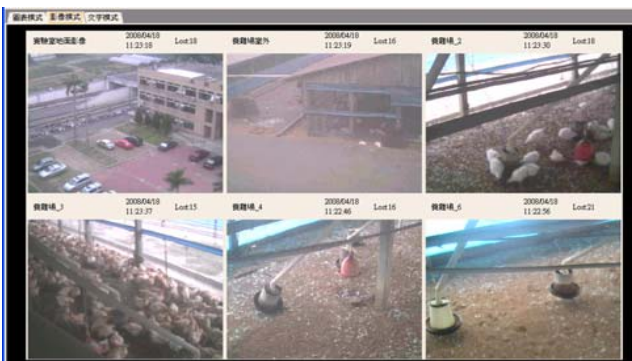 圖表模式 影像模式 文字模式
實驗室地面影像 2008/04/18 11:23:18 Lost:18
養雞場室外 2008/04/18 11:23:19 Lost:16
養雞場_2 2008/04/18 11:23:30 Lost:18
養雞場_3 2008/04/18 11:23:37 Lost:15
養雞場_4 2008/04/18 11:22:46 Lost:16
養雞場_6 2008/04/18 11:22:56 Lost:21